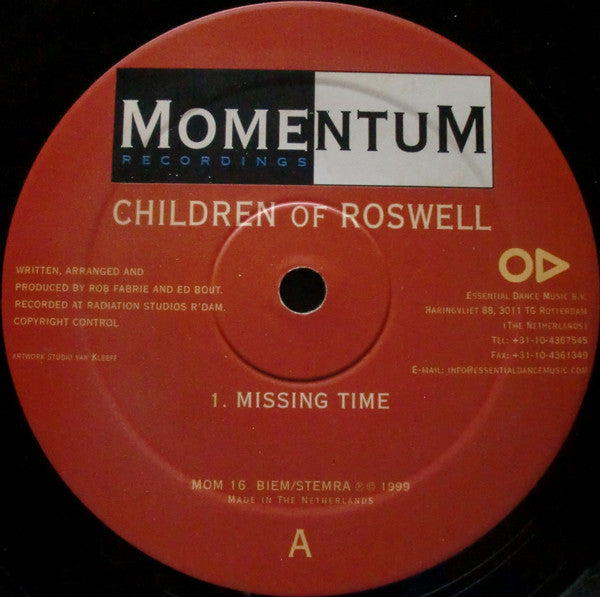 MOMENTUM
RECORDINGS
CHILDREN OF ROSWELL
WRITTEN, ARRANGED AND
PRODUCED BY ROB FABRIE AND ED BOUT.
RECORDED AT RADIATION STUDIOS R'DAM.
COPYRIGHT CONTROL
ARTWORK STUDIO VAN KLEEFF
ESSENTIAL DANCE MUSIC B.V.
HARINGVLIET 88, 3011 TG ROTTERDAM
(THE NETHERLANDS)
TEL: +31-10-4367545
FAX: +31-10-4361349
E-MAIL: INFO@ESSENTIALDANCEMUSIC.COM
1. MISSING TIME
MOM 16 BIEM/STEMRA ℗© 1999
MADE IN THE NETHERLANDS
A